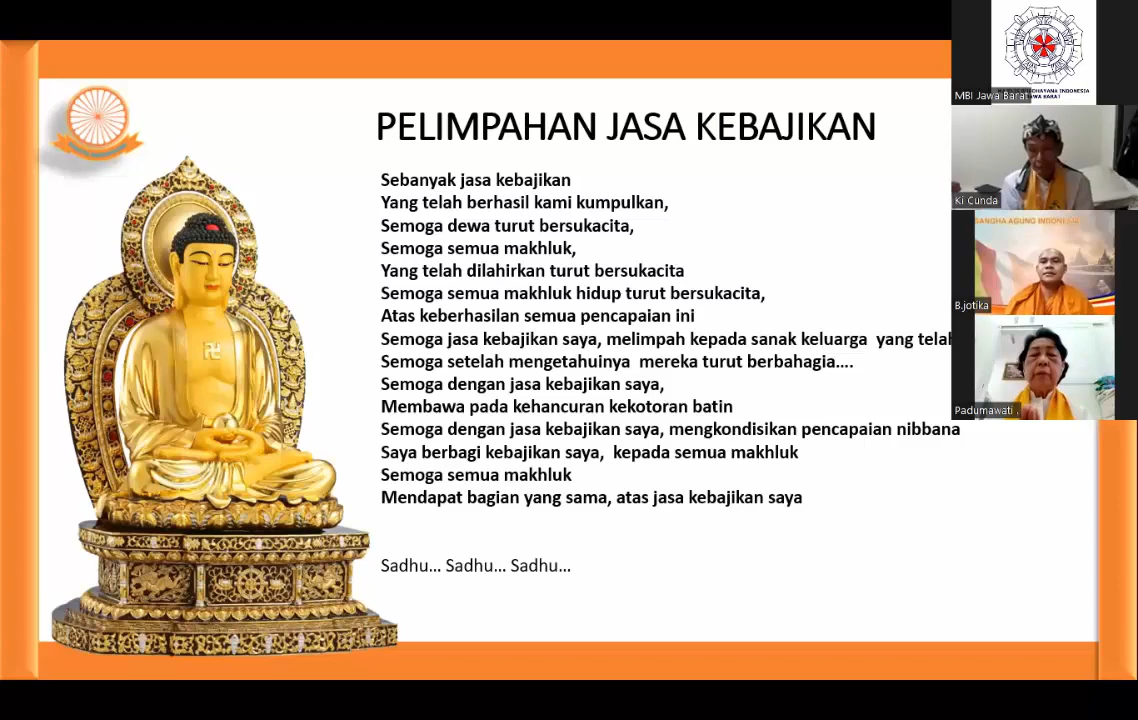 PELIMPAHAN JASA KEBAJIKAN
Sebanyak jasa kebajikan
Yang telah berhasil kami kumpulkan,
Semoga dewa turut bersukacita,
Semoga semua makhluk,
Yang telah dilahirkan turut bersukacita
Semoga semua makhluk hidup turut bersukacita,
Atas keberhasilan semua pencapaian ini
Semoga jasa kebajikan saya, melimpah kepada sanak keluarga yang
Semoga setelah mengetahuinya mereka turut berbahagia....
Semoga dengan jasa kebajikan saya,
Membawa pada kehancuran kekotoran batin
Semoga dengan jasa kebajikan saya, mengkondisikan pencapaian nibbana
Saya berbagi kebajikan saya, kepada semua makhluk
Semoga semua makhluk
Mendapat bagian yang sama, atas jasa kebajikan saya
Sadhu... Sadhu... Sadhu...
MBI Jawa Barat
INDONESIA
Ki Cunda
SANGHA AGUNG INDONESIA
B.jotika
Padumawati .